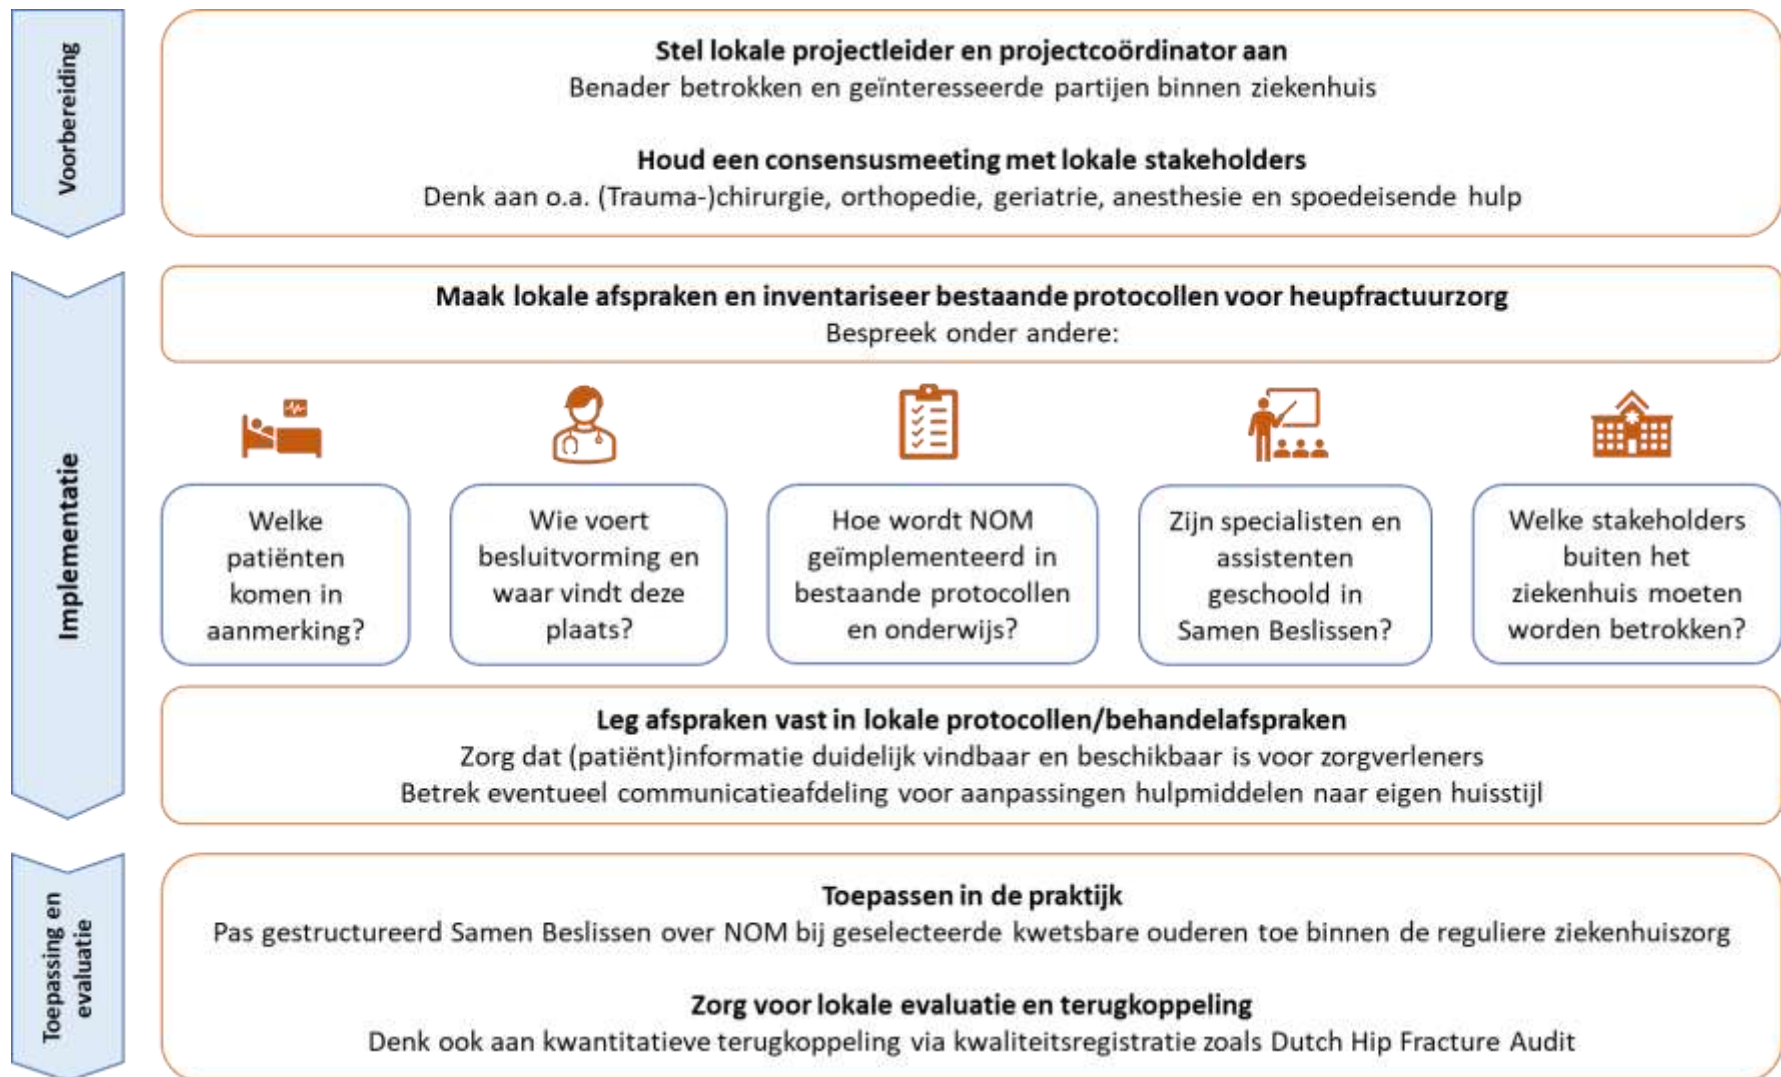 Voorbereiding
Stel lokale projectleider en projectcoördinator aan
Benader betrokken en geïnteresseerde partijen binnen ziekenhuis
Houd een consensusmeeting met lokale stakeholders
Denk aan o.a. (Trauma-)chirurgie, orthopedie, geriatrie, anesthesie en spoedeisende hulp
Implementatie
Maak lokale afspraken en inventariseer bestaande protocollen voor heupfractuurzorg
Bespreek onder andere:
Welke
patiënten
komen in
aanmerking?
Wie voert
besluitvorming en
waar vindt deze
plaats?
Hoe wordt NOM
geïmplementeerd in
bestaande protocollen
en onderwijs?
Zijn specialisten en
assistenten
geschoold in
Samen Beslissen?
Welke stakeholders
buiten het
ziekenhuis moeten
worden betrokken?
Leg afspraken vast in lokale protocollen/behandelafspraken
Zorg dat (patiënt)informatie duidelijk vindbaar en beschikbaar is voor zorgverleners
Betrek eventueel communicatieafdeling voor aanpassingen hulpmiddelen naar eigen huisstijl
Toepassing en
evaluatie
Toepassen in de praktijk
Pas gestructureerd Samen Beslissen over NOM bij geselecteerde kwetsbare ouderen toe binnen de reguliere ziekenhuiszorg
Zorg voor lokale evaluatie en terugkoppeling
Denk ook aan kwantitatieve terugkoppeling via kwaliteitsregistratie zoals Dutch Hip Fracture Audit